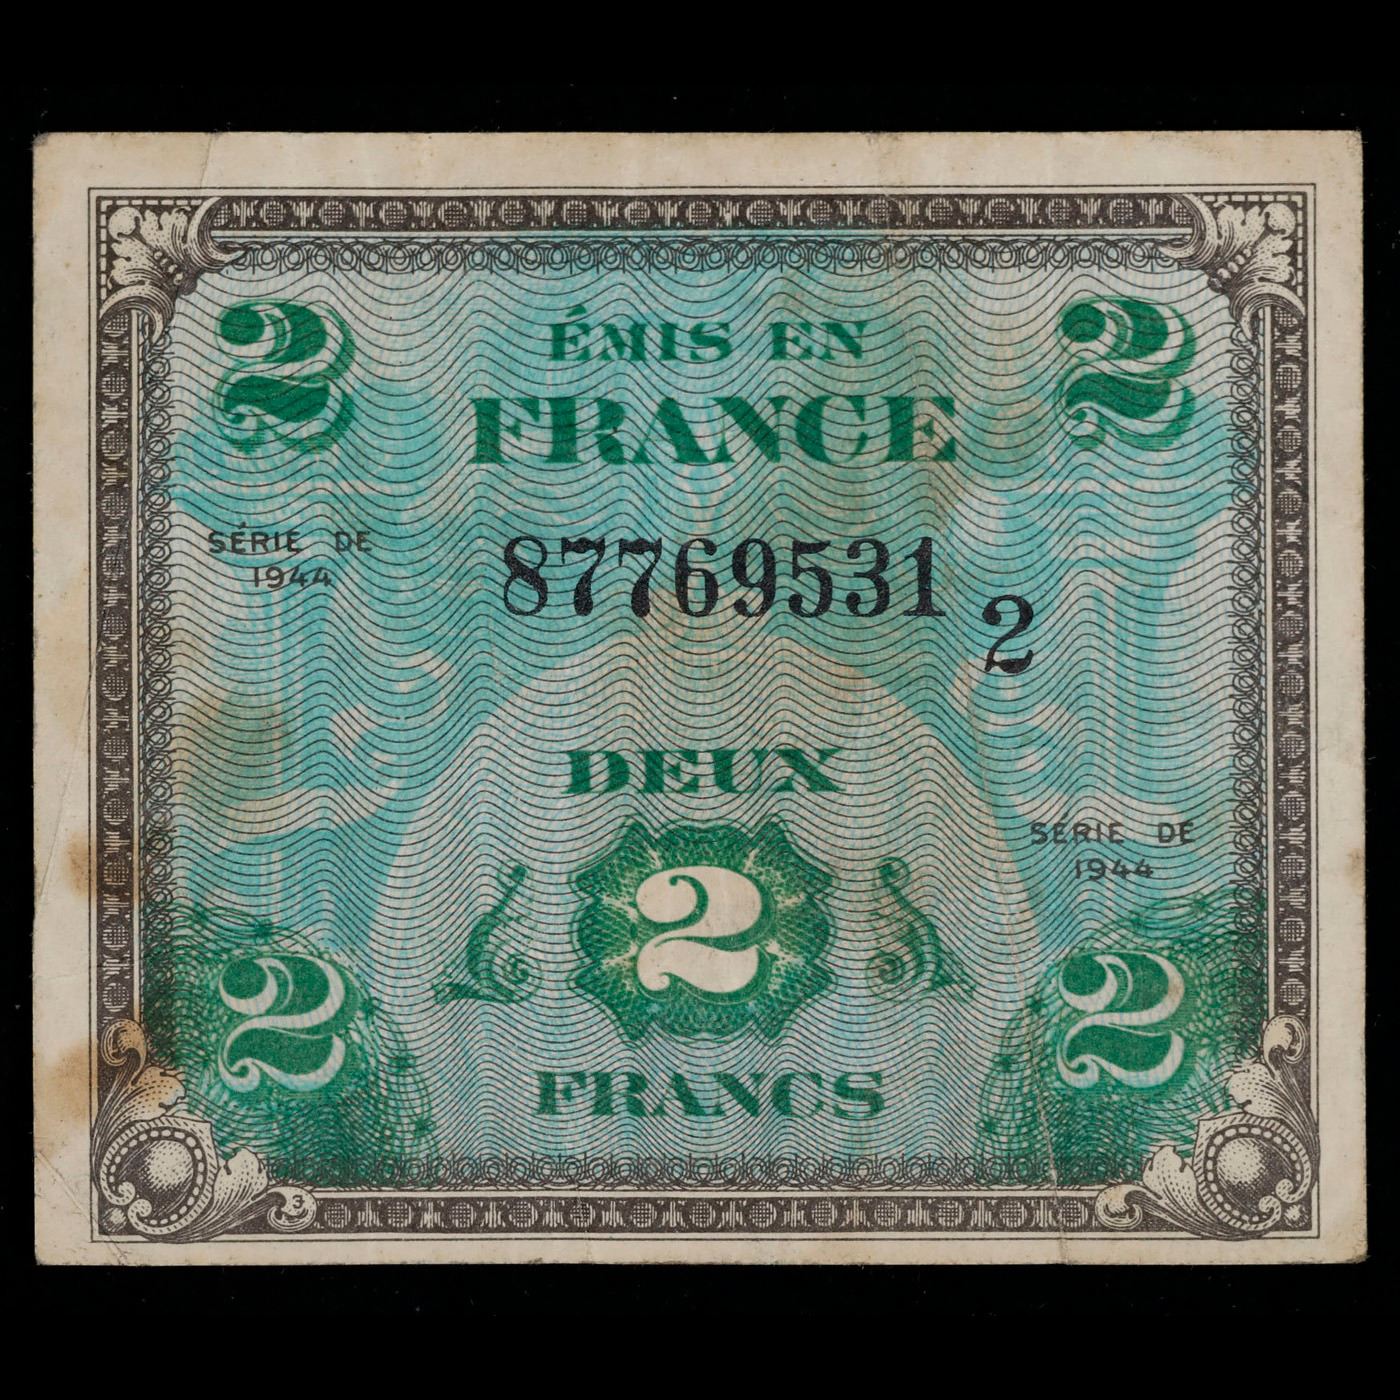 2 ÉMIS EN 2
FRANCE
SÉRIE DE
1944
87769531
2
DEUX
SÉRIE DE
1944
2
2 2
FRANCS
3